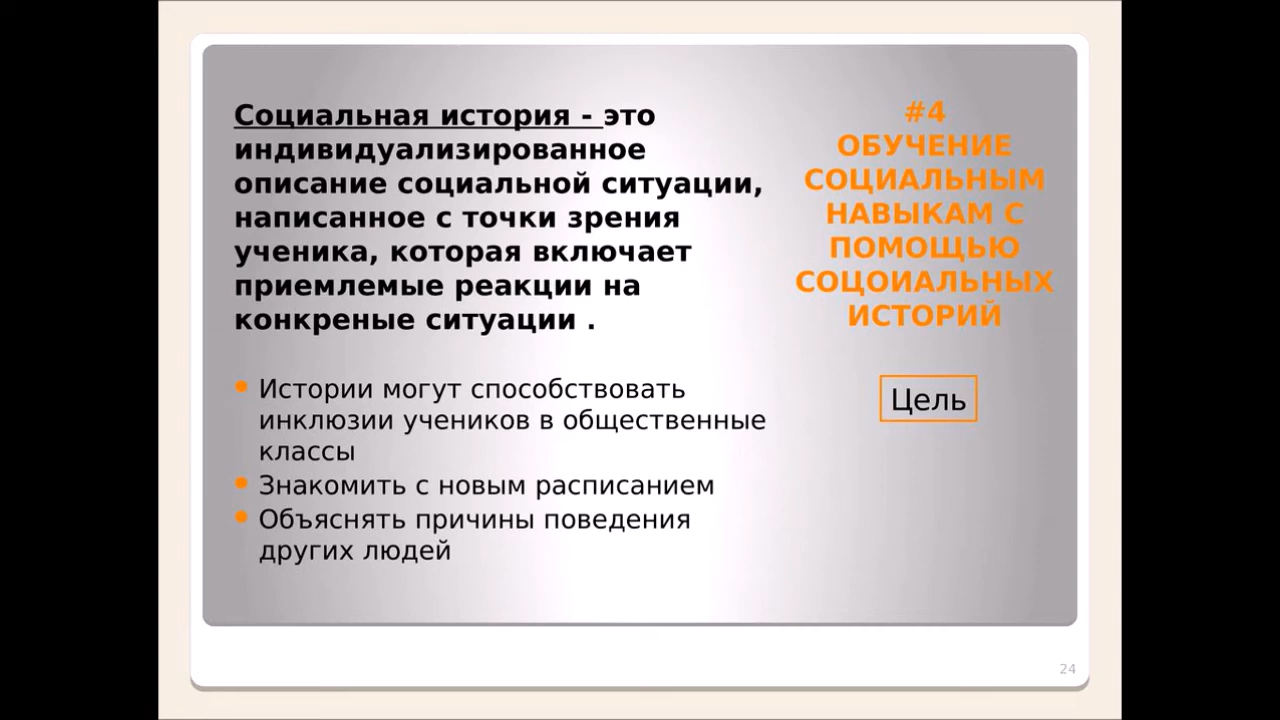 Социальная история - это
индивидуализированное
описание социальной ситуации,
написанное с точки зрения
ученика, которая включает
приемлемые реакции на
конкреные ситуации .
Истории могут способствовать
инклюзии учеников в общественные
классы
Знакомить с новым расписанием
Объяснять причины поведения
других людей
#4
ОБУЧЕНИЕ
СОЦИАЛЬНЫМ
НАВЫКАМ С
ПОМОЩЬЮ
СОЦОИАЛЬНЫХ
ИСТОРИЙ
Цель
24